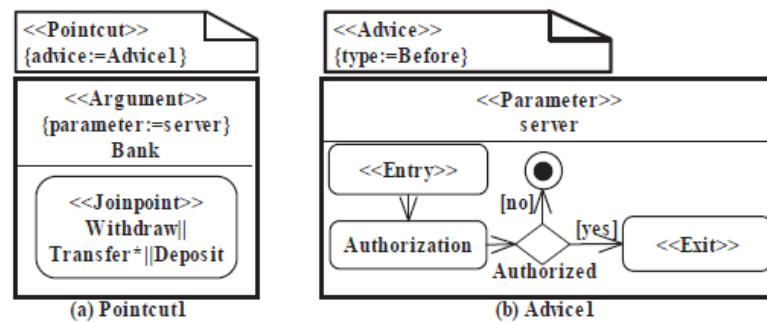 <<Pointcut>>
{advice:=Advice1}
<<Argument>>
{parameter:=server}
Bank
<<Joinpoint>>
Withdraw||
Transfer*||Deposit
(a) Pointcut1
<<Advice>>
{type:=Before}
<<Parameter>>
server
<<Entry>>
[no]
[yes]
Authorization
<<Exit>>
Authorized
(b) Advice1